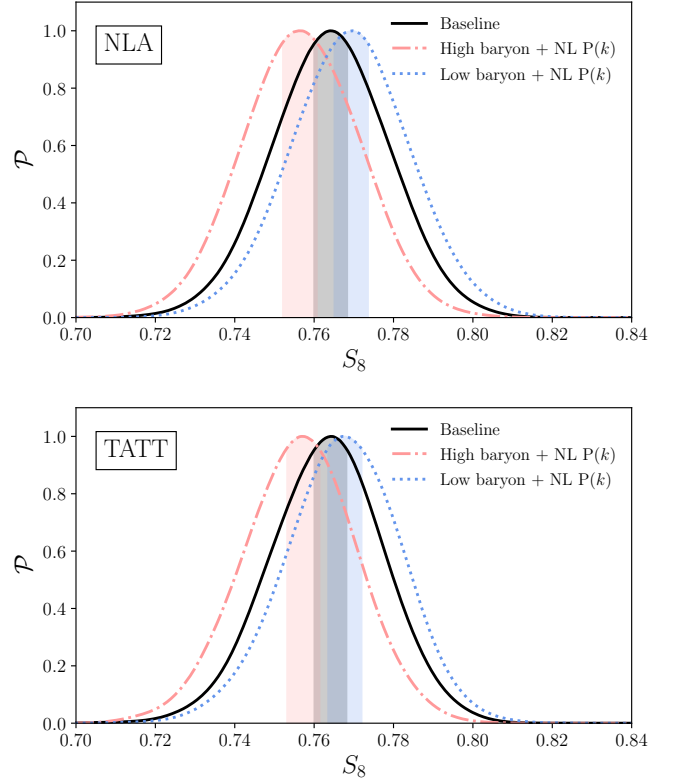 NLA
Baseline
High baryon + NL P(k)
Low baryon + NL P(k)
1.0
0.8
0.6
0.4
0.2
0.0
𝒫
0.70 0.72 0.74 0.76 0.78 0.80 0.82 0.84
S₈
TATT
Baseline
High baryon + NL P(k)
Low baryon + NL P(k)
1.0
0.8
0.6
0.4
0.2
0.0
𝒫
0.70 0.72 0.74 0.76 0.78 0.80 0.82 0.84
S₈